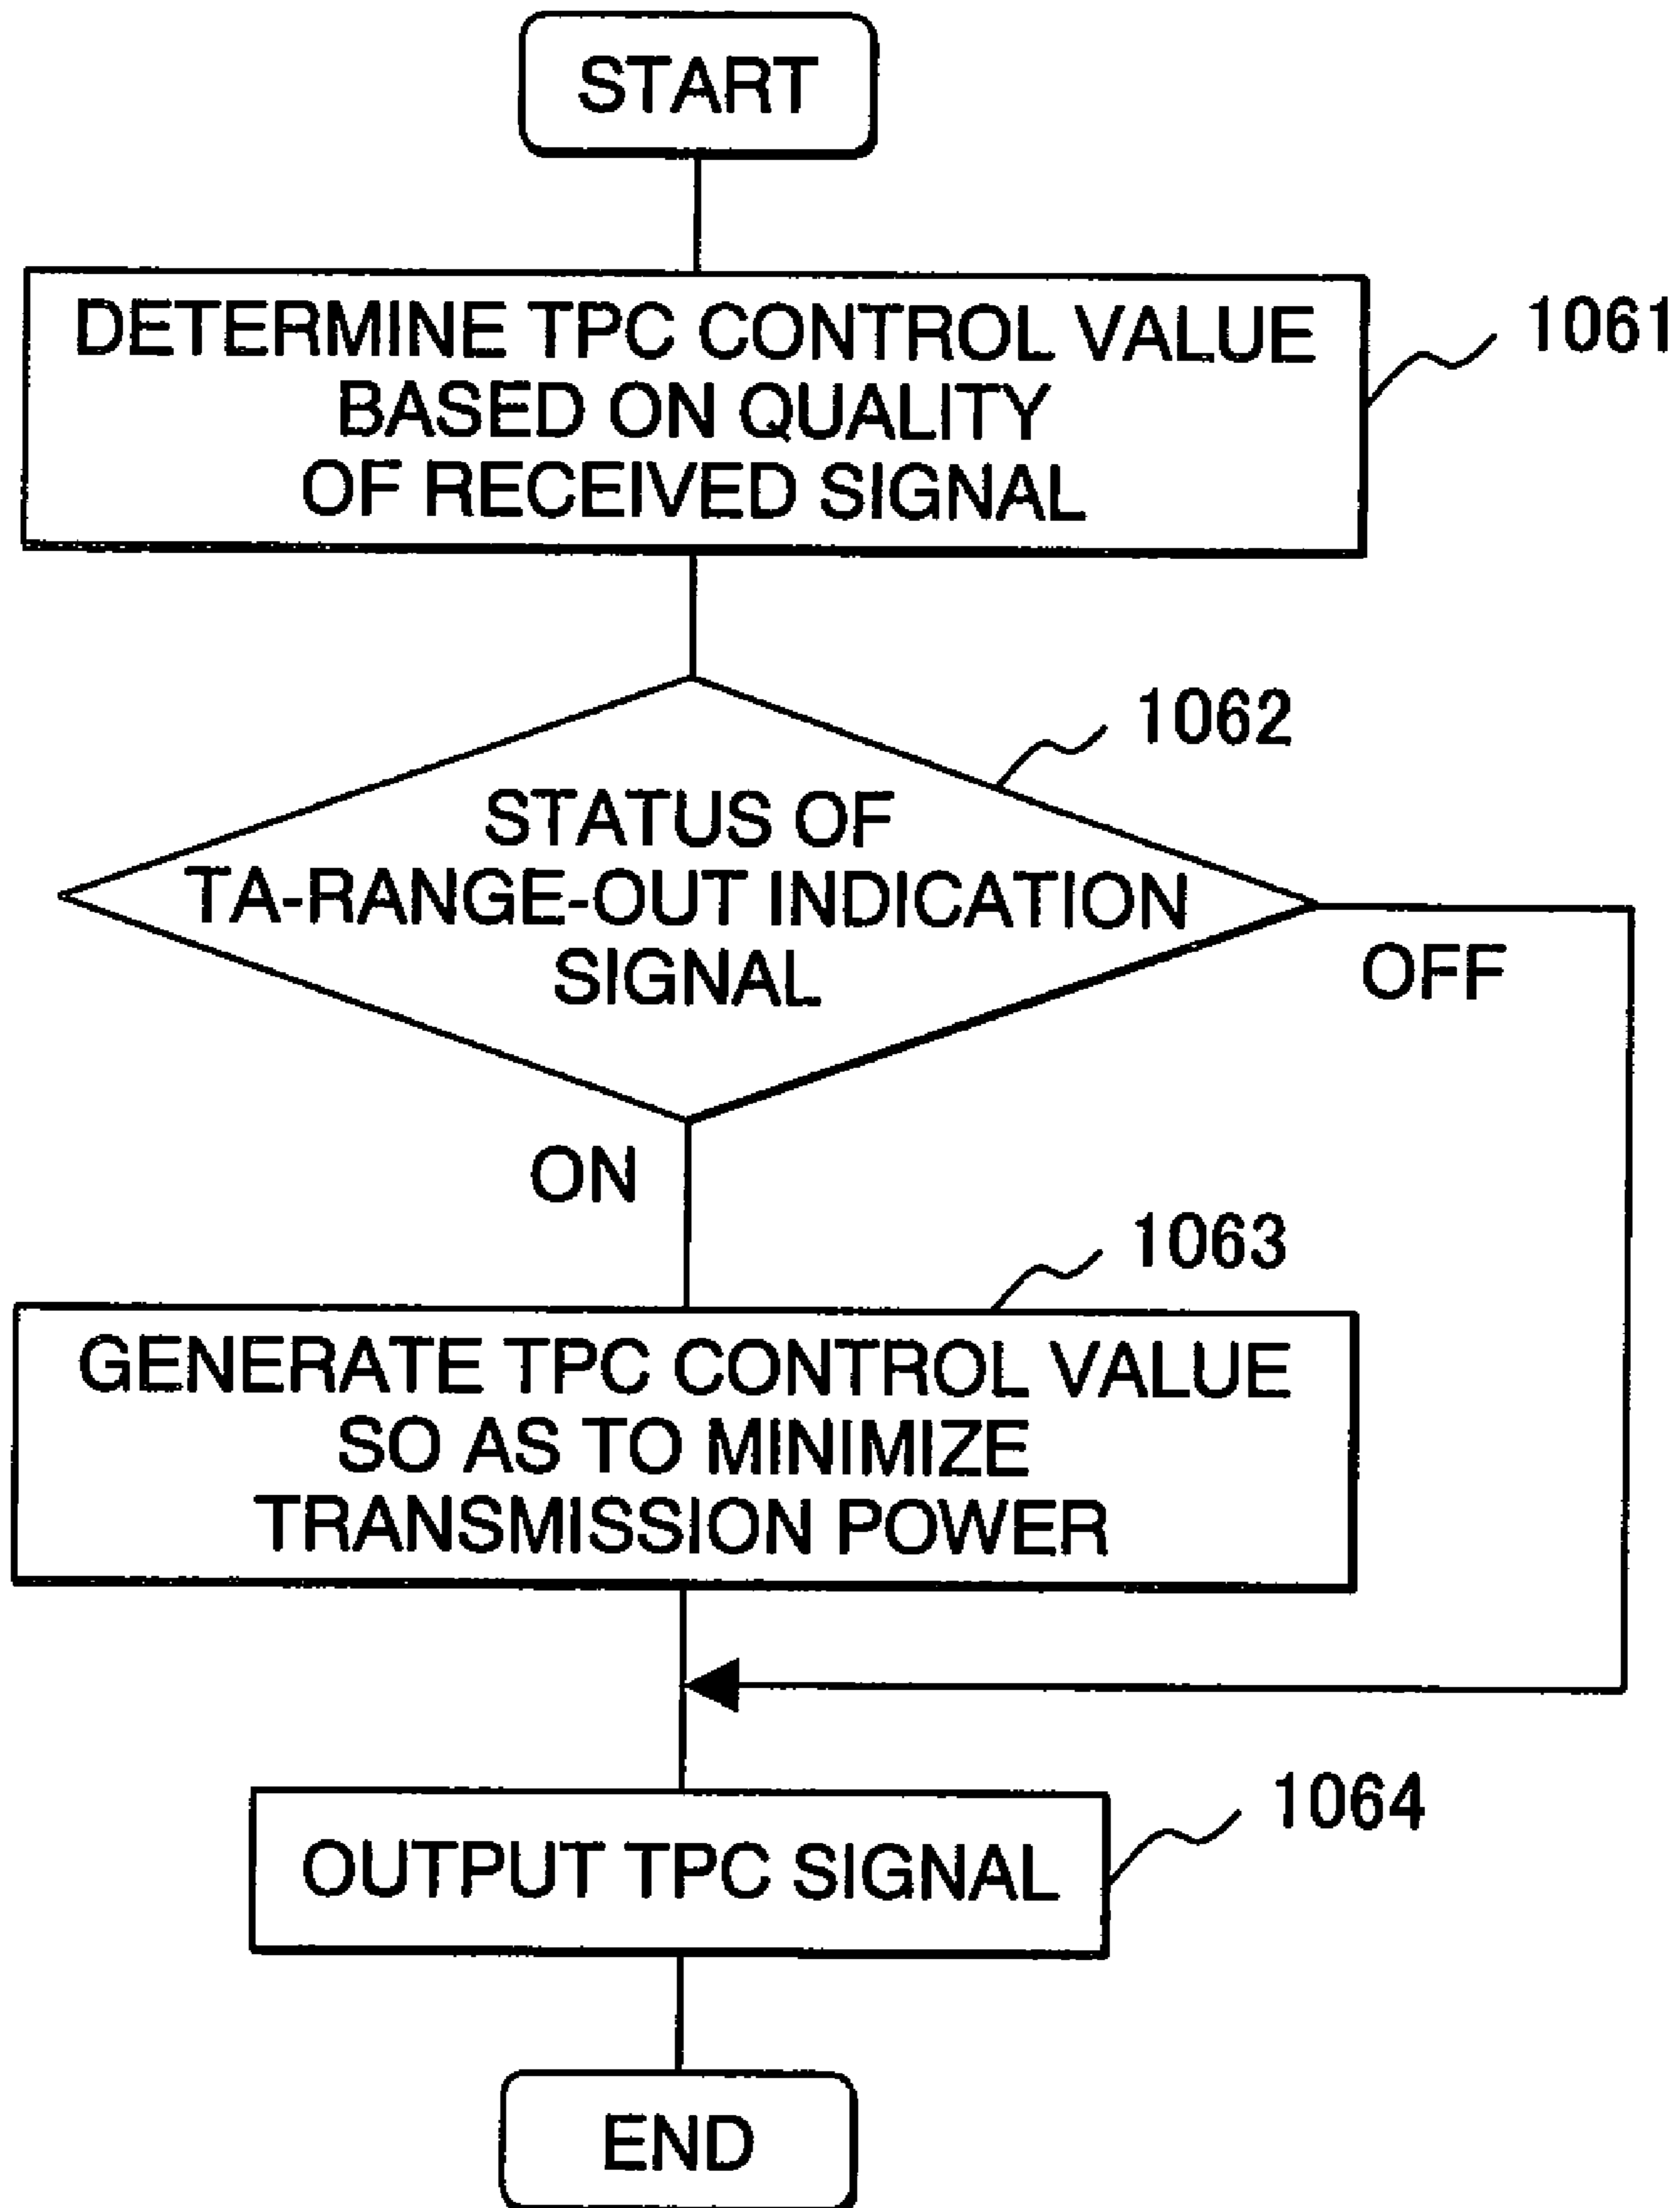 START
DETERMINE TPC CONTROL VALUE
BASED ON QUALITY
OF RECEIVED SIGNAL
1061
1062
STATUS OF
TA-RANGE-OUT INDICATION
SIGNAL
OFF
ON
1063
GENERATE TPC CONTROL VALUE
SO AS TO MINIMIZE
TRANSMISSION POWER
1064
OUTPUT TPC SIGNAL
END